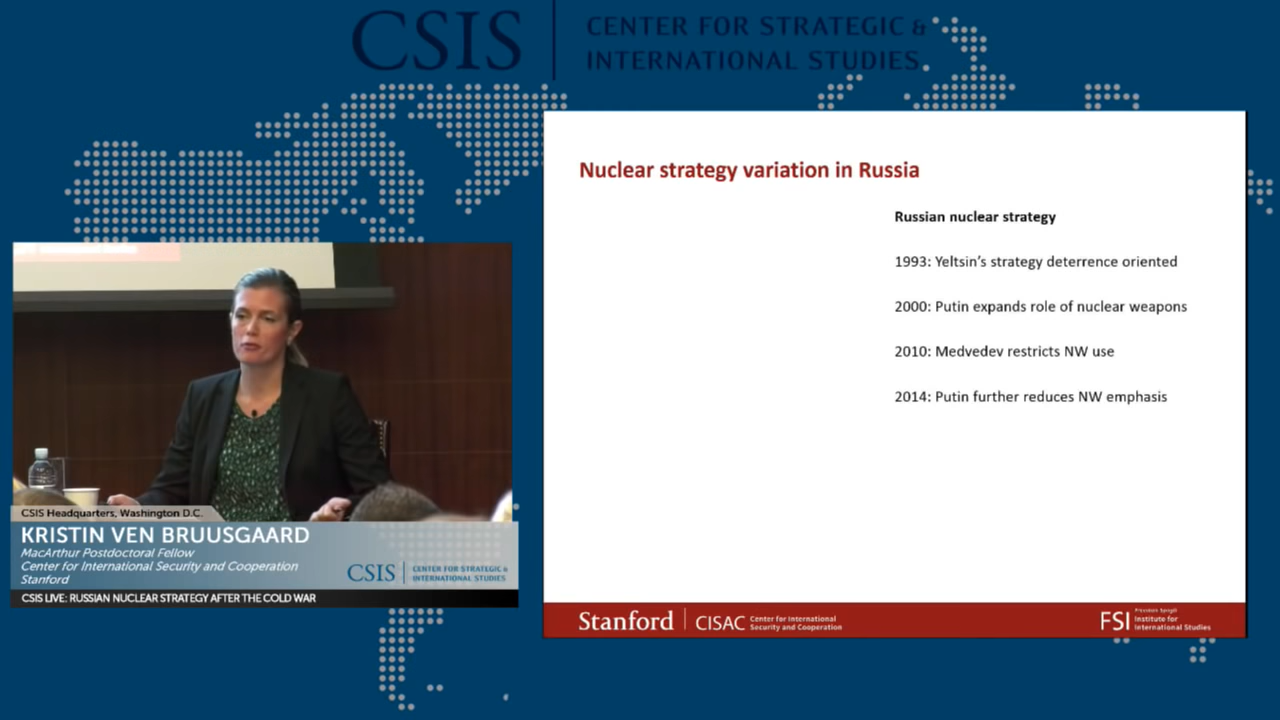 CSIS
CENTER FOR STRATEGIC &
INTERNATIONAL STUDIES
Nuclear strategy variation in Russia
Russian nuclear strategy
1993: Yeltsin's strategy deterrence oriented
2000: Putin expands role of nuclear weapons
2010: Medvedev restricts NW use
2014: Putin further reduces NW emphasis
CSIS Headquarters, Washington D.C.
KRISTIN VEN BRUUSGAARD
MacArthur Postdoctoral Fellow
Center for International Security and Cooperation
Stanford
CSIS
CENTER FOR STRATEGIC &
INTERNATIONAL STUDIES
CSIS LIVE: RUSSIAN NUCLEAR STRATEGY AFTER THE COLD WAR
Stanford
CISAC
Center for International
Security and Cooperation
FSI
Freeman Spogli
Institute for
International Studies